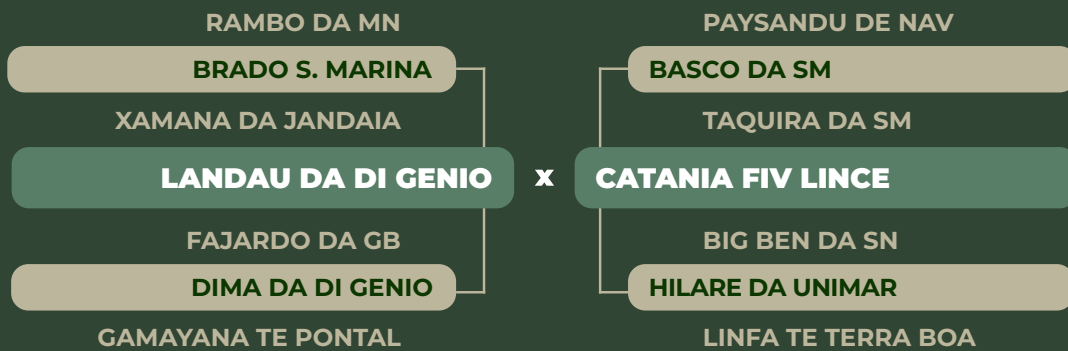 RAMBO DA MN
BRADO S. MARINA
XAMANA DA JANDAIA
LANDAU DA DI GENIO
FAJARDO DA GB
DIMA DA DI GENIO
GAMAYANA TE PONTAL
x
PAYSANDU DE NAV
BASCO DA SM
TAQUIRA DA SM
CATANIA FIV LINCE
BIG BEN DA SN
HILARE DA UNIMAR
LINFA TE TERRA BOA